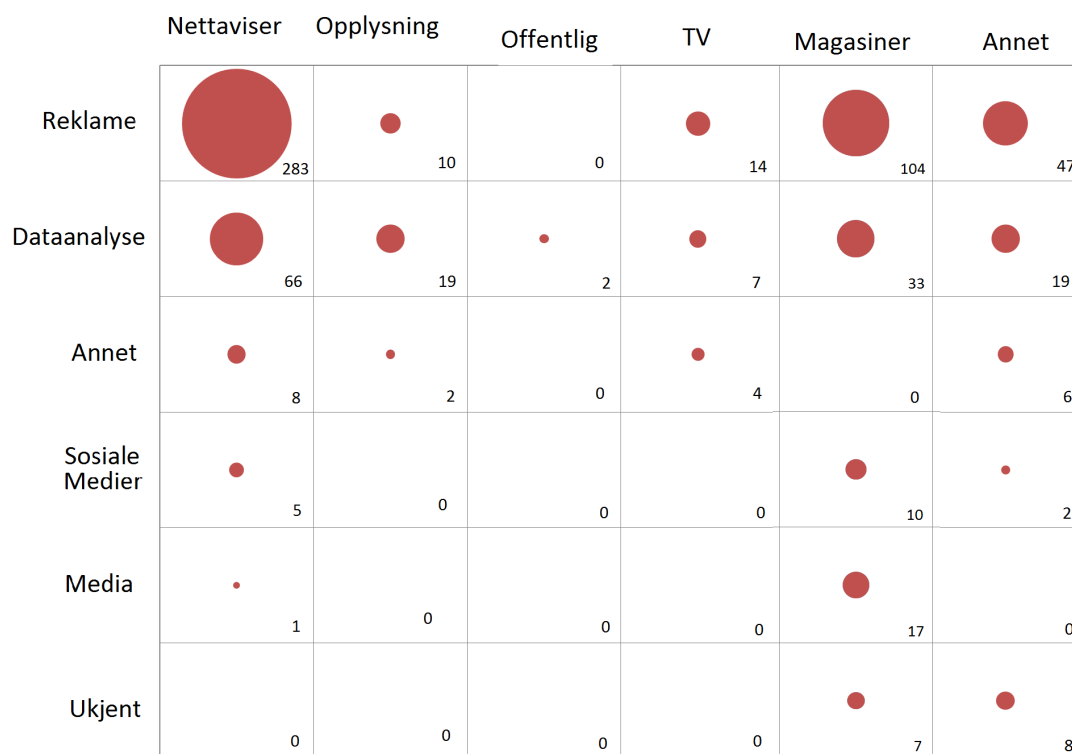 Nettaviser Opplysning Offentlig TV Magasiner Annet
Reklame 283 10 0 14 104 47
Dataanalyse 66 19 2 7 33 19
Annet 8 2 0 4 0 6
Sosiale
Medier 5 0 0 0 10 2
Media 1 0 0 0 17 0
Ukjent 0 0 0 0 7 8